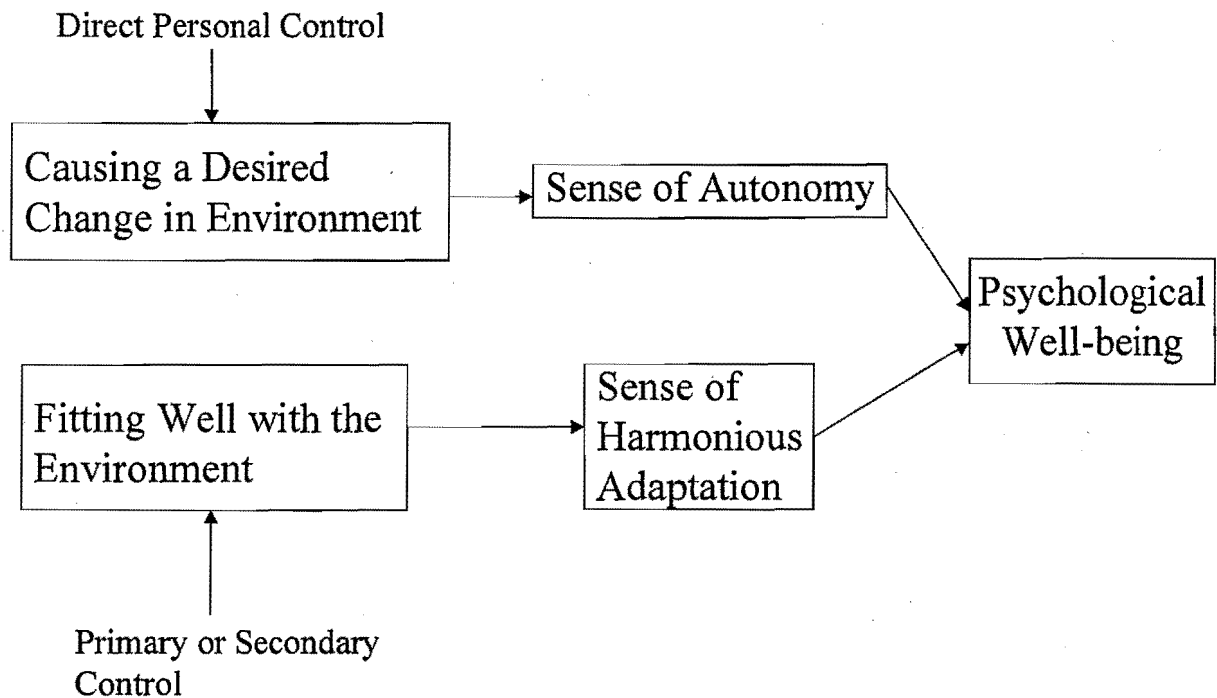 Direct Personal Control
Causing a Desired
Change in Environment
Sense of Autonomy
Psychological
Well-being
Fitting Well with the
Environment
Sense of
Harmonious
Adaptation
Primary or Secondary
Control